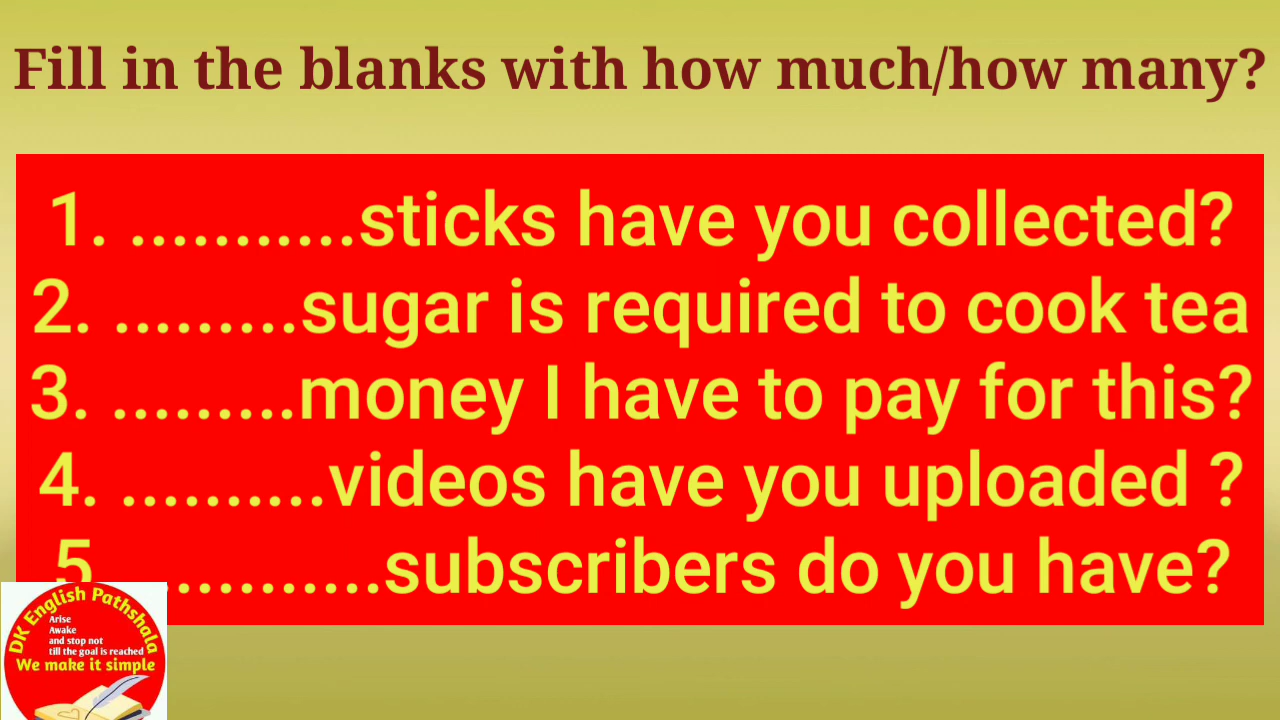 Fill in the blanks with how much/how many?
1. ...........sticks have you collected?
2. .........sugar is required to cook tea
3. .........money I have to pay for this?
4. ..........videos have you uploaded ?
5 ...........subscribers do you have?
DK English Pathshala
Arise
Awake
and stop not
till the goal is reached
We make it simple